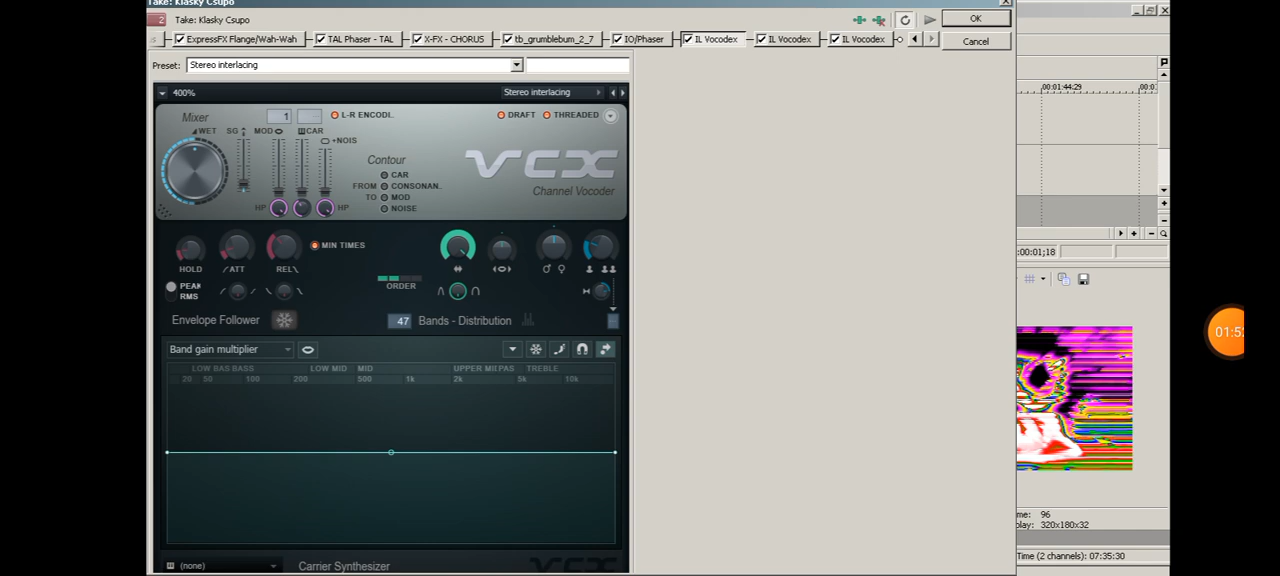 Take: Klasky Csupo
2 Take: Klasky Csupo OK
ExpressFX Flange/Wah-Wah TAL Phaser - TAL X-FX - CHORUS tb_grumblebum_2_7 IO/Phaser IL Vocodex IL Vocodex IL Vocodex Cancel
Preset: Stereo interlacing
400% Stereo interlacing
00:01:44:29
Mixer 1 L-R ENCODI.. DRAFT THREADED
WET SG MOD CAR
+NOIS
Contour
CAR
FROM CONSONAN..
TO MOD
NOISE
HP HP
VCX
Channel Vocoder
MIN TIMES
HOLD ATT REL
PEAK
RMS
ORDER
Envelope Follower 47 Bands - Distribution
:00:01;18
Band gain multiplier
LOW BAS BASS LOW MID MID UPPER MID PAS TREBLE
20 50 100 200 500 1k 2k 5k 10k
01:52
me: 96
play: 320x180x32
Time (2 channels): 07:35:30
(none) Carrier Synthesizer VCX